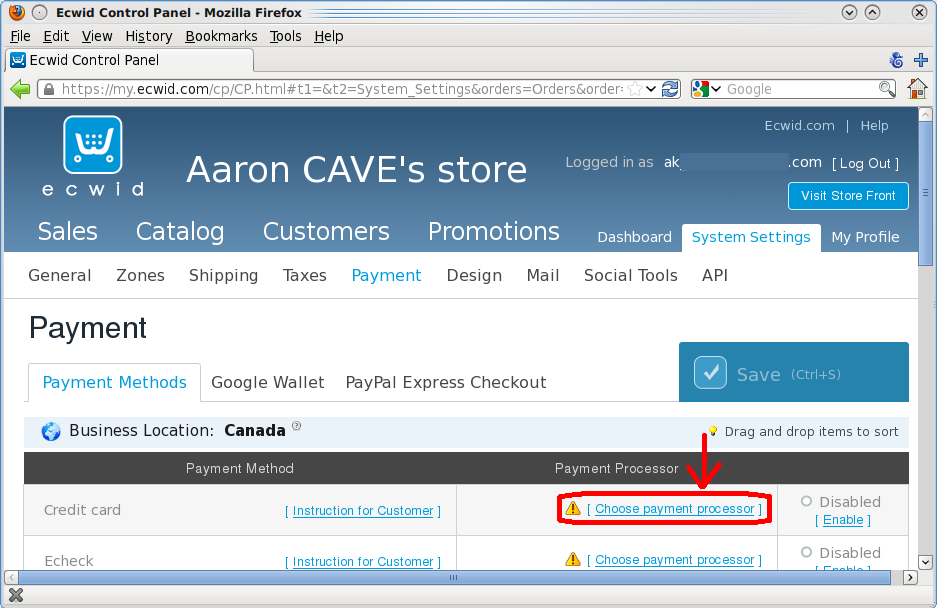 Ecwid Control Panel - Mozilla Firefox
File Edit View History Bookmarks Tools Help
Ecwid Control Panel
https://my.ecwid.com/cp/CP.html#t1=&t2=System_Settings&orders=Orders&order
Google
Ecwid.com | Help
ecwid
Aaron CAVE's store
Logged in as ak .com [ Log Out ]
Visit Store Front
Sales Catalog Customers Promotions Dashboard System Settings My Profile
General Zones Shipping Taxes Payment Design Mail Social Tools API
Payment
Payment Methods Google Wallet PayPal Express Checkout
Save (Ctrl+S)
Business Location: Canada ? Drag and drop items to sort
Payment Method Payment Processor
Credit card [ Instruction for Customer ] [ Choose payment processor ] Disabled
[ Enable ]
Echeck [ Instruction for Customer ] [ Choose payment processor ] Disabled
[ Enable ]